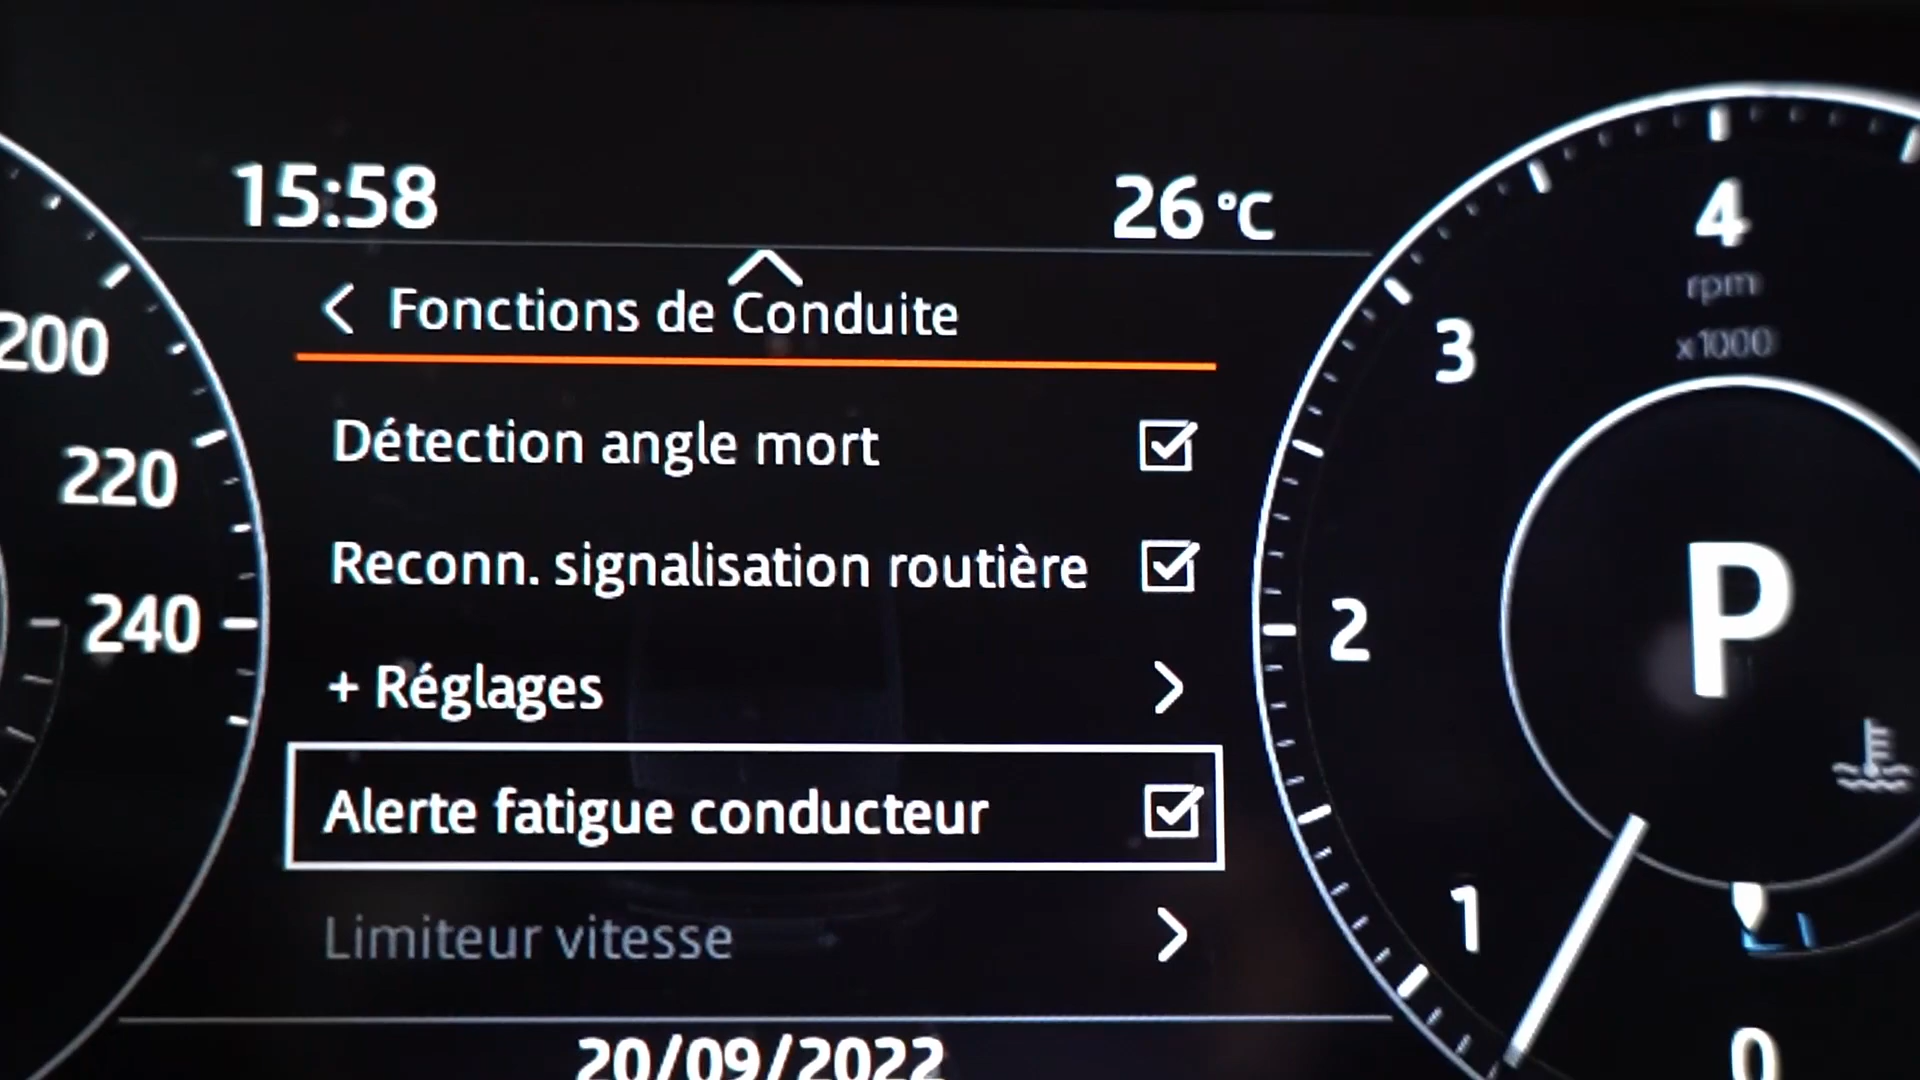 15:58
26 °C
Fonctions de Conduite
Détection angle mort
Reconn. signalisation routière
+ Réglages
Alerte fatigue conducteur
Limiteur vitesse
20/09/2022
200
220
240
4
rpm
x1000
3
2
1
0
P